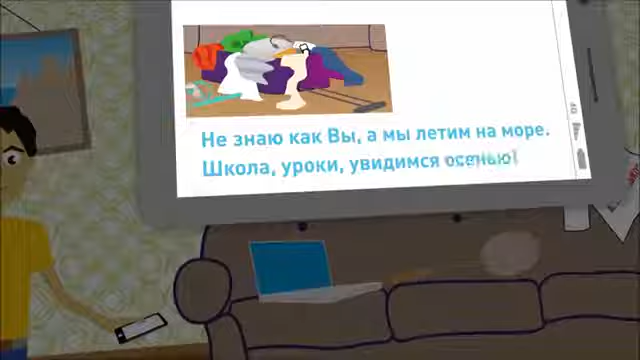 Не знаю как Вы, а мы летим на море.
Школа, уроки, увидимся осенью!